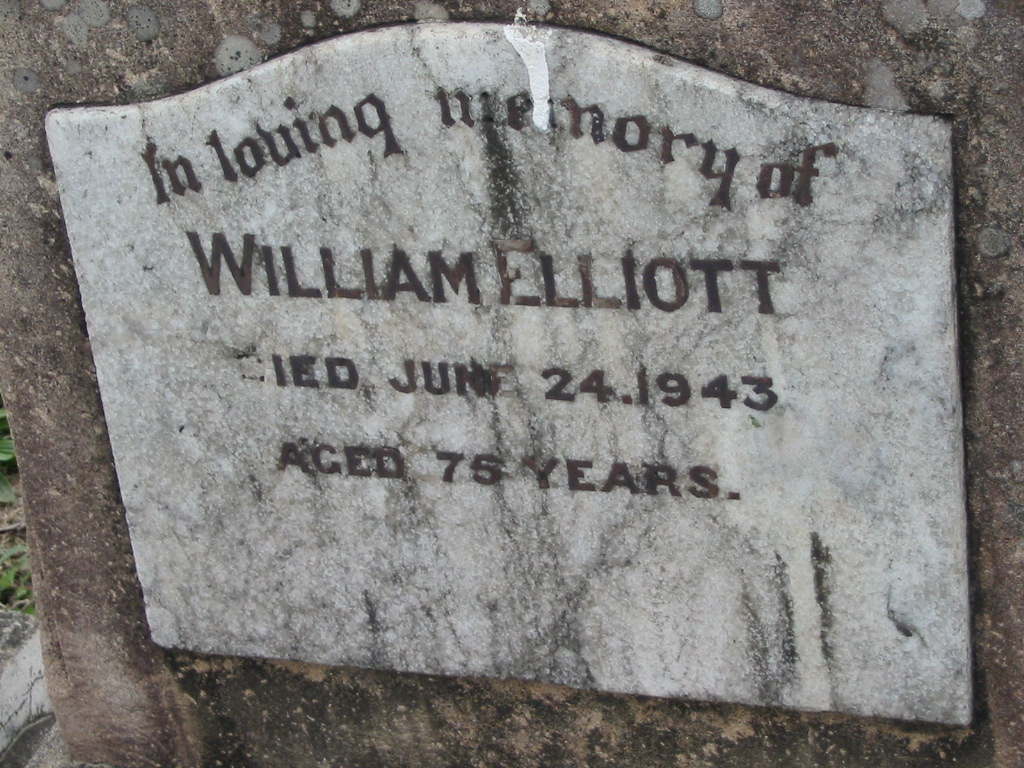 In loving memory of
WILLIAM ELLIOTT
DIED JUNE 24. 1943
AGED 75 YEARS.